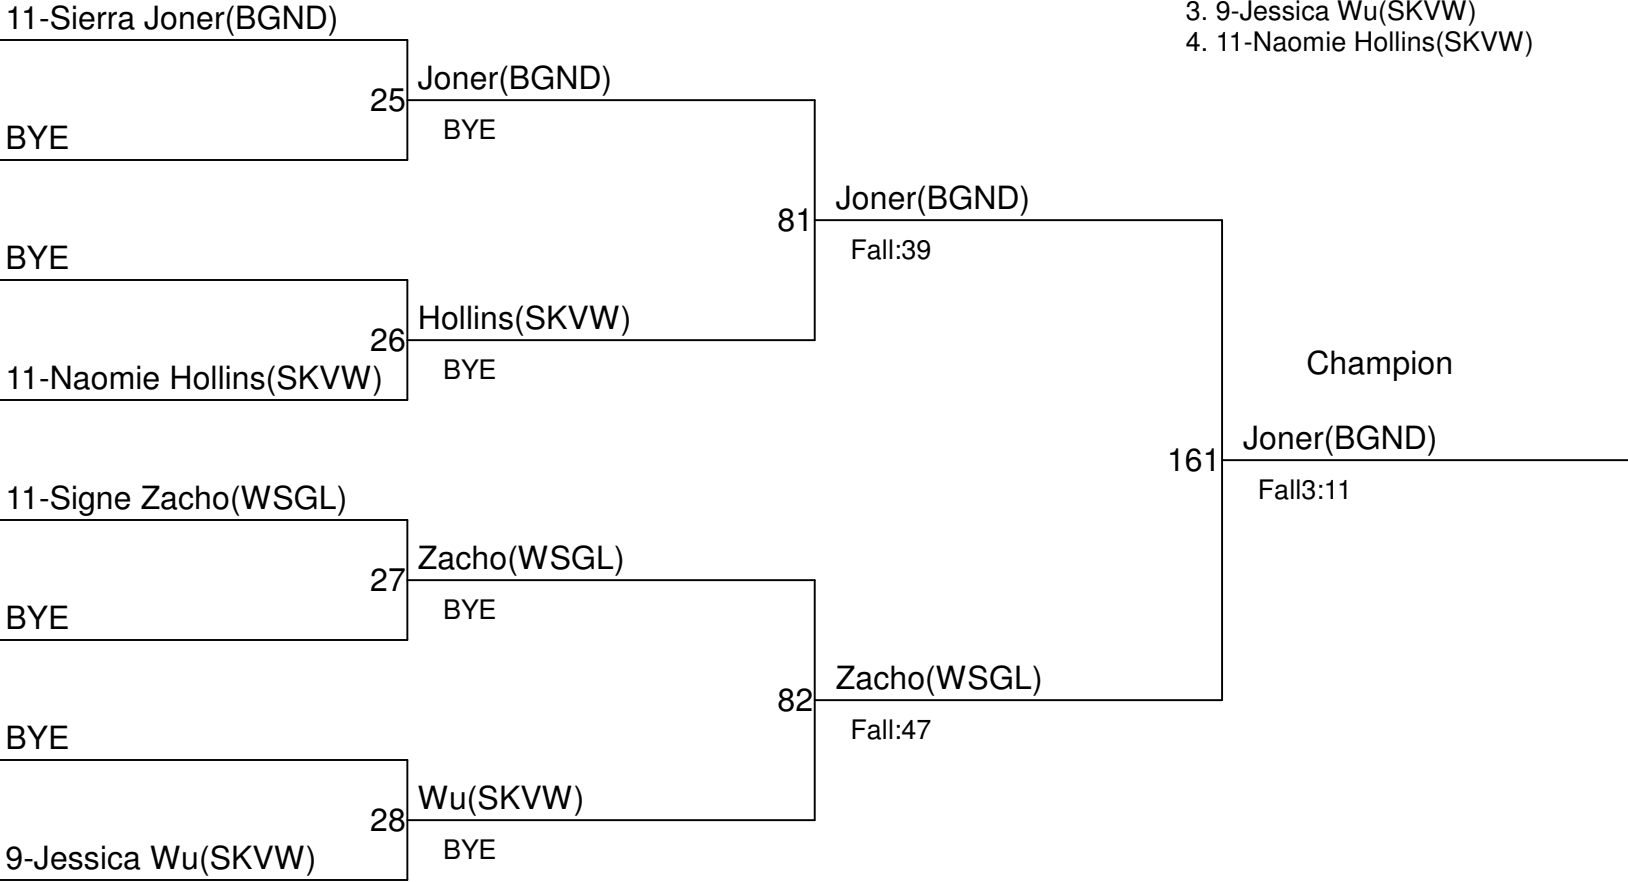 11-Sierra Joner(BGND)
3. 9-Jessica Wu(SKVW)
4. 11-Naomie Hollins(SKVW)
25
Joner(BGND)
BYE
BYE
81
Joner(BGND)
Fall:39
BYE
26
Hollins(SKVW)
BYE
11-Naomie Hollins(SKVW)
Champion
161
Joner(BGND)
Fall3:11
11-Signe Zacho(WSGL)
27
Zacho(WSGL)
BYE
BYE
82
Zacho(WSGL)
Fall:47
BYE
28
Wu(SKVW)
BYE
9-Jessica Wu(SKVW)